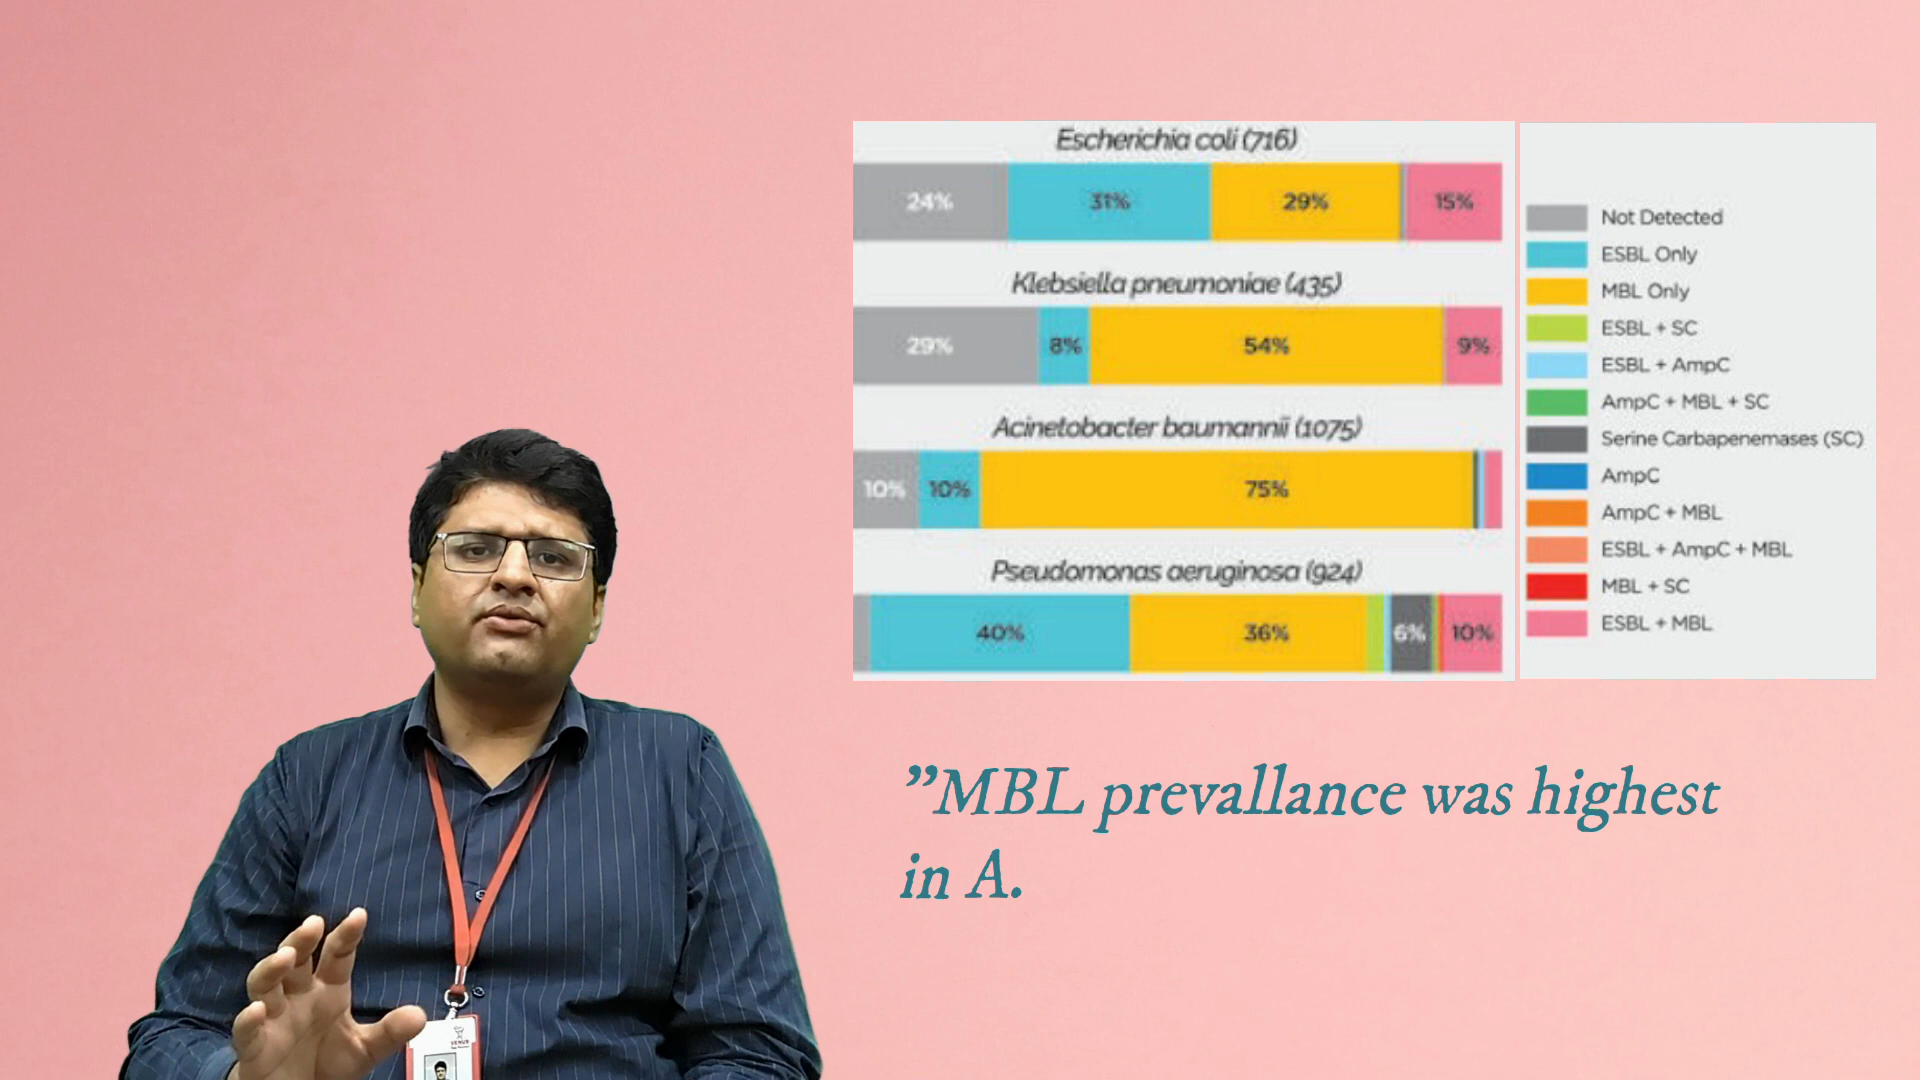 Escherichia coli (716)
24% 31% 29% 15%
Klebsiella pneumoniae (435)
29% 8% 54% 9%
Acinetobacter baumannii (1075)
10% 10% 75%
Pseudomonas aeruginosa (924)
40% 36% 6% 10%
Not Detected
ESBL Only
MBL Only
ESBL + SC
ESBL + AmpC
AmpC + MBL + SC
Serine Carbapenemases (SC)
AmpC
AmpC + MBL
ESBL + AmpC + MBL
MBL + SC
ESBL + MBL
”MBL prevallance was highest
in A.
VENUS